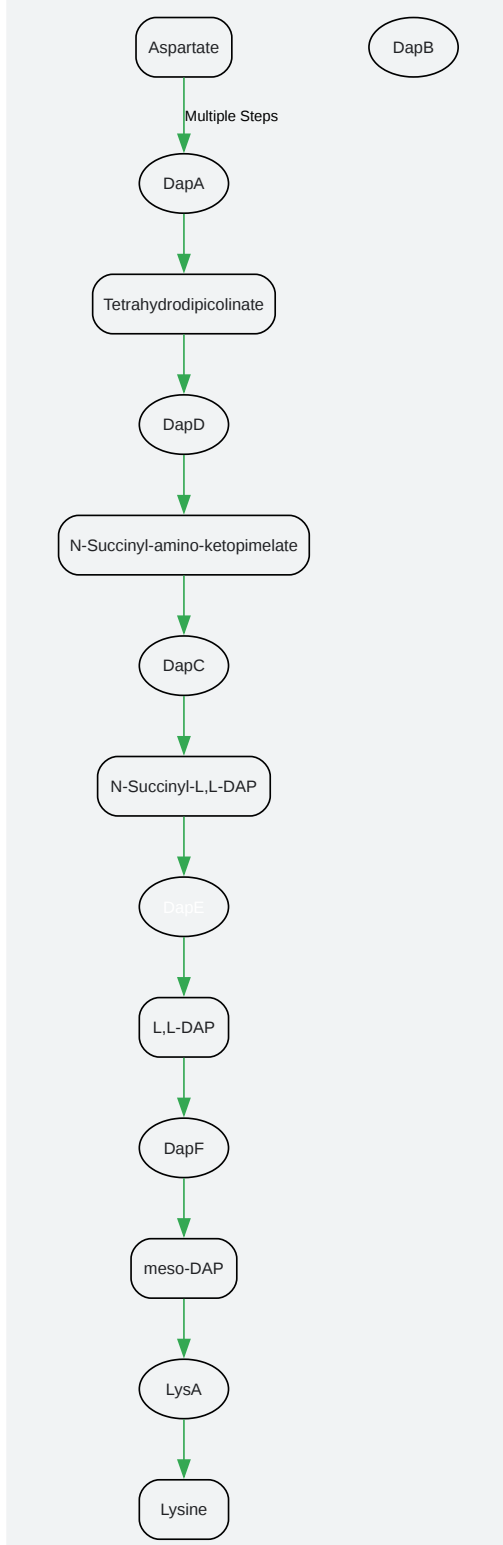 Aspartate
DapB
Multiple Steps
DapA
Tetrahydrodipicolinate
DapD
N-Succinyl-amino-ketopimelate
DapC
N-Succinyl-L,L-DAP
DapE
L,L-DAP
DapF
meso-DAP
LysA
Lysine